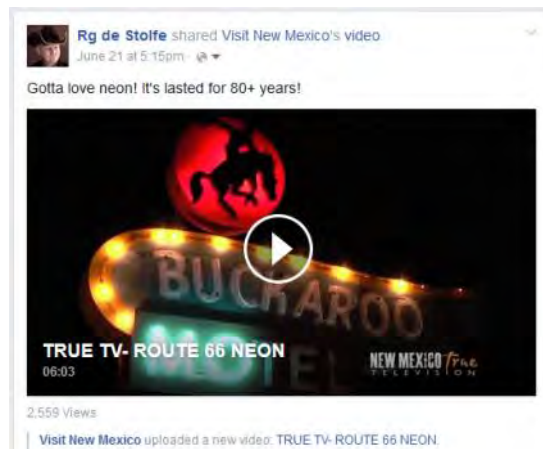 Rg de Stolfe shared Visit New Mexico's video
June 21 at 5:15pm ·
Gotta love neon! It's lasted for 80+ years!
BUCKAROO
MOTEL
TRUE TV- ROUTE 66 NEON
06:03
NEW MEXICO True
TELEVISION
2,559 Views
Visit New Mexico uploaded a new video: TRUE TV- ROUTE 66 NEON.